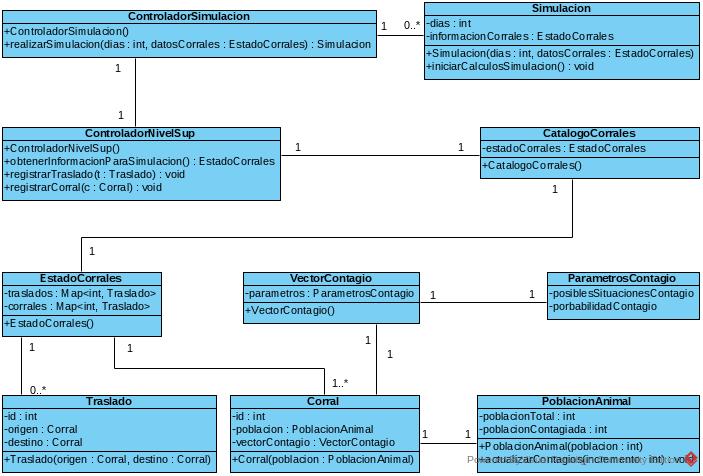 ControladorSimulacion
+ControladorSimulacion()
+realizarSimulacion(dias : int, datosCorrales : EstadoCorrales) : Simulacion
1
0..*
Simulacion
-dias : int
-informacionCorrales : EstadoCorrales
+Simulacion(dias : int, datosCorrales : EstadoCorrales)
+iniciarCalculosSimulacion() : void
1
1
ControladorNivelSup
+ControladorNivelSup()
+obtenerInformacionParaSimulacion() : EstadoCorrales
+registrarTraslado(t : Traslado) : void
+registrarCorral(c : Corral) : void
1
1
CatalogoCorrales
-estadoCorrales : EstadoCorrales
+CatalogoCorrales()
1
1
EstadoCorrales
-traslados : Map<int, Traslado>
-corrales : Map<int, Traslado>
+EstadoCorrales()
VectorContagio
-parametros : ParametrosContagio
+VectorContagio()
1
1
ParametrosContagio
-posiblesSituacionesContagio
-porbabilidadContagio
1
1
1
1
0..*
1..*
Traslado
-id : int
-origen : Corral
-destino : Corral
+Traslado(origen : Corral, destino : Corral)
Corral
-id : int
-poblacion : PoblacionAnimal
-vectorContagio : VectorContagio
+Corral(poblacion : PoblacionAnimal)
1
1
PoblacionAnimal
-poblacionTotal : int
-poblacionContagiada : int
+PoblacionAnimal(poblacion : int)
+actualizarContagios(incremento : int) : void